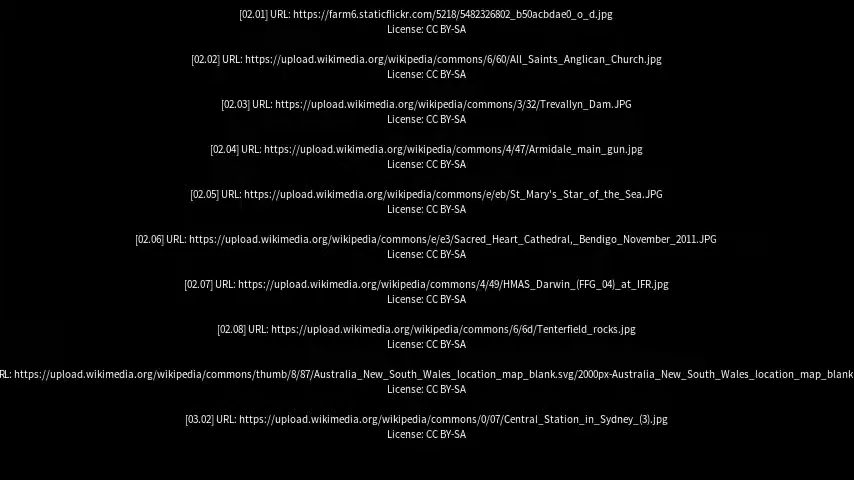 [02.01] URL: https://farm6.staticflickr.com/5218/5482326802_b50acbdae0_o_d.jpg
License: CC BY-SA
[02.02] URL: https://upload.wikimedia.org/wikipedia/commons/6/60/All_Saints_Anglican_Church.jpg
License: CC BY-SA
[02.03] URL: https://upload.wikimedia.org/wikipedia/commons/3/32/Trevallyn_Dam.JPG
License: CC BY-SA
[02.04] URL: https://upload.wikimedia.org/wikipedia/commons/4/47/Armidale_main_gun.jpg
License: CC BY-SA
[02.05] URL: https://upload.wikimedia.org/wikipedia/commons/e/eb/St_Mary's_Star_of_the_Sea.JPG
License: CC BY-SA
[02.06] URL: https://upload.wikimedia.org/wikipedia/commons/e/e3/Sacred_Heart_Cathedral,_Bendigo_November_2011.JPG
License: CC BY-SA
[02.07] URL: https://upload.wikimedia.org/wikipedia/commons/4/49/HMAS_Darwin_(FFG_04)_at_IFR.jpg
License: CC BY-SA
[02.08] URL: https://upload.wikimedia.org/wikipedia/commons/6/6d/Tenterfield_rocks.jpg
License: CC BY-SA
RL: https://upload.wikimedia.org/wikipedia/commons/thumb/8/87/Australia_New_South_Wales_location_map_blank.svg/2000px-Australia_New_South_Wales_location_map_blank
License: CC BY-SA
[03.02] URL: https://upload.wikimedia.org/wikipedia/commons/0/07/Central_Station_in_Sydney_(3).jpg
License: CC BY-SA